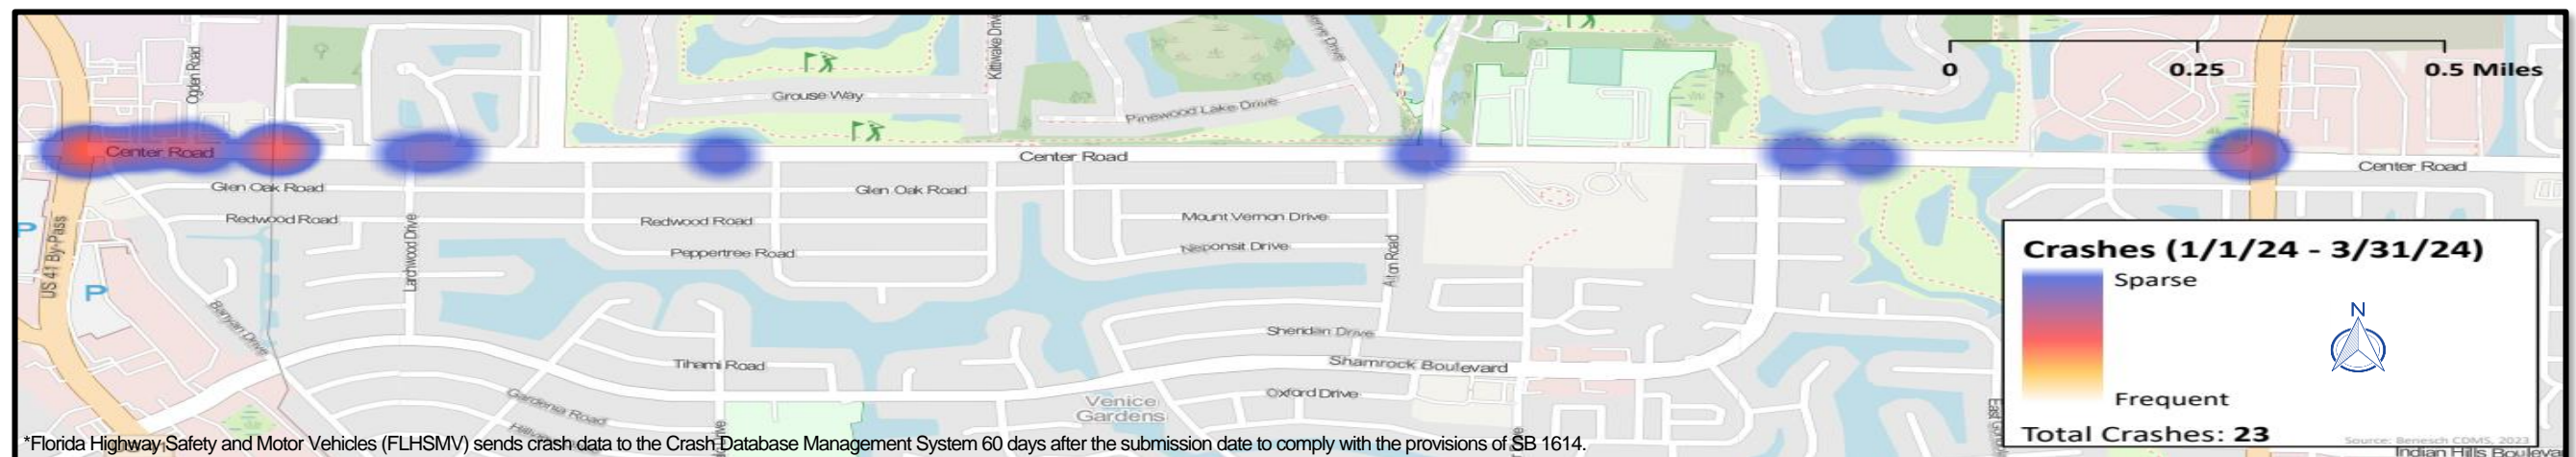 Ogden Road
Kittiwake Drive
Grouse Way
Pinewood Lake Drive
0
0.25
0.5 Miles
Center Road
Center Road
Center Road
Glen Oak Road
Glen Oak Road
Redwood Road
Redwood Road
Mount Vernon Drive
Neponsit Drive
Peppertree Road
US 41 By-Pass
P
P
Larchwood Drive
Alton Road
Banyan Drive
Sheridan Drive
Tihami Road
Shamrock Boulevard
Gardenia Road
Oxford Drive
Venice
Gardens
Crashes (1/1/24 - 3/31/24)
Sparse
N
Frequent
Total Crashes: 23
Source: Benesch CDMS, 2023
Indian Hills Bouleva
*Florida Highway Safety and Motor Vehicles (FLHSMV) sends crash data to the Crash Database Management System 60 days after the submission date to comply with the provisions of SB 1614.